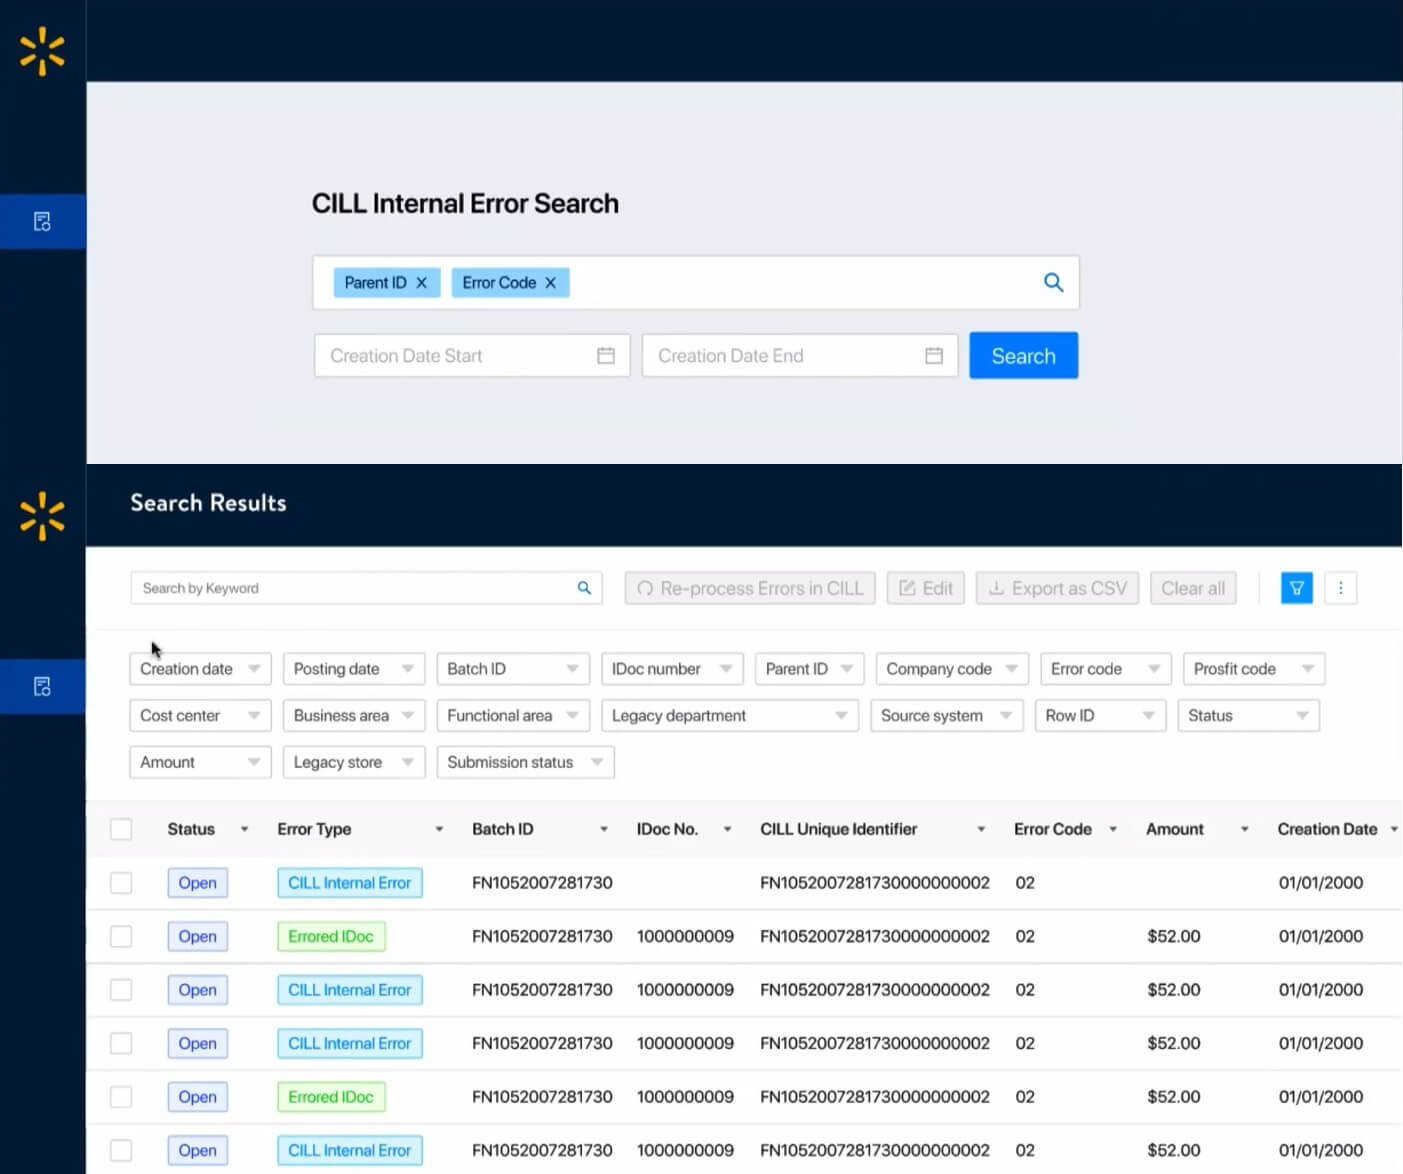 CILL Internal Error Search
Parent ID X Error Code X
Creation Date Start Creation Date End Search
Search Results
Search by Keyword Re-process Errors in CILL Edit Export as CSV Clear all
Creation date Posting date Batch ID IDoc number Parent ID Company code Error code Prosfit code
Cost center Business area Functional area Legacy department Source system Row ID Status
Amount Legacy store Submission status
Status Error Type Batch ID IDoc No. CILL Unique Identifier Error Code Amount Creation Date
Open CILL Internal Error FN1052007281730 FN1052007281730000000002 02 01/01/2000
Open Errored IDoc FN1052007281730 1000000009 FN1052007281730000000002 02 $52.00 01/01/2000
Open CILL Internal Error FN1052007281730 1000000009 FN1052007281730000000002 02 $52.00 01/01/2000
Open CILL Internal Error FN1052007281730 1000000009 FN1052007281730000000002 02 $52.00 01/01/2000
Open Errored IDoc FN1052007281730 1000000009 FN1052007281730000000002 02 $52.00 01/01/2000
Open CILL Internal Error FN1052007281730 1000000009 FN1052007281730000000002 02 $52.00 01/01/2000